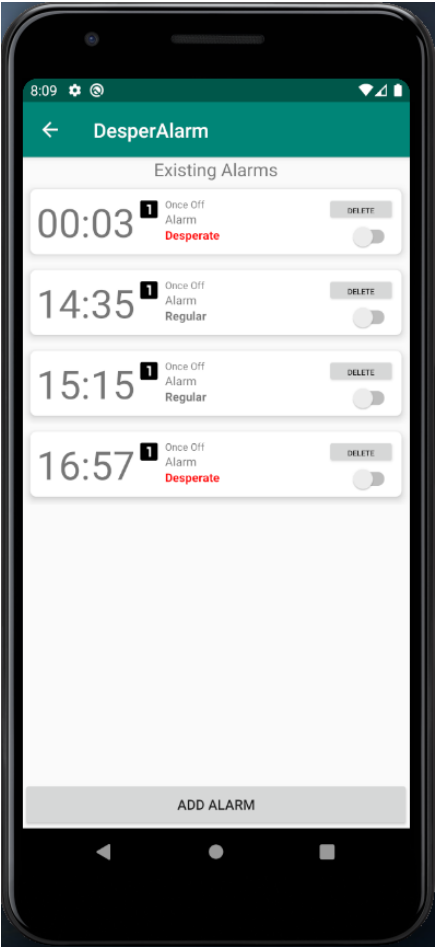 8:09
DesperAlarm
Existing Alarms
00:03
1
Once Off
Alarm
Desperate
DELETE
14:35
1
Once Off
Alarm
Regular
DELETE
15:15
1
Once Off
Alarm
Regular
DELETE
16:57
1
Once Off
Alarm
Desperate
DELETE
ADD ALARM